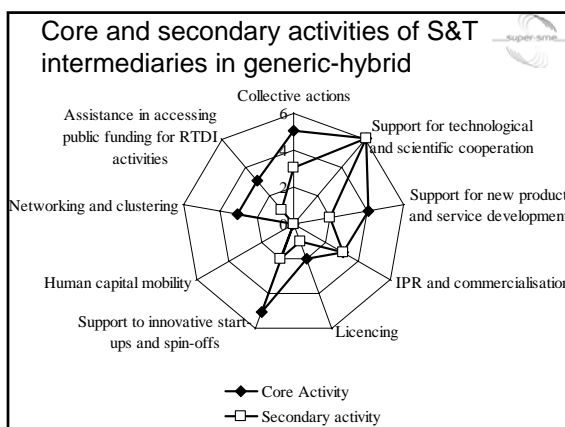 Core and secondary activities of S&T
intermediaries in generic-hybrid
super-sme
Collective actions
Assistance in accessing
public funding for RTDI
activities
Support for technological
and scientific cooperation
6
4
2
0
Networking and clustering
Support for new product
and service development
Human capital mobility
IPR and commercialisation
Support to innovative start-
ups and spin-offs
Licencing
Core Activity
Secondary activity